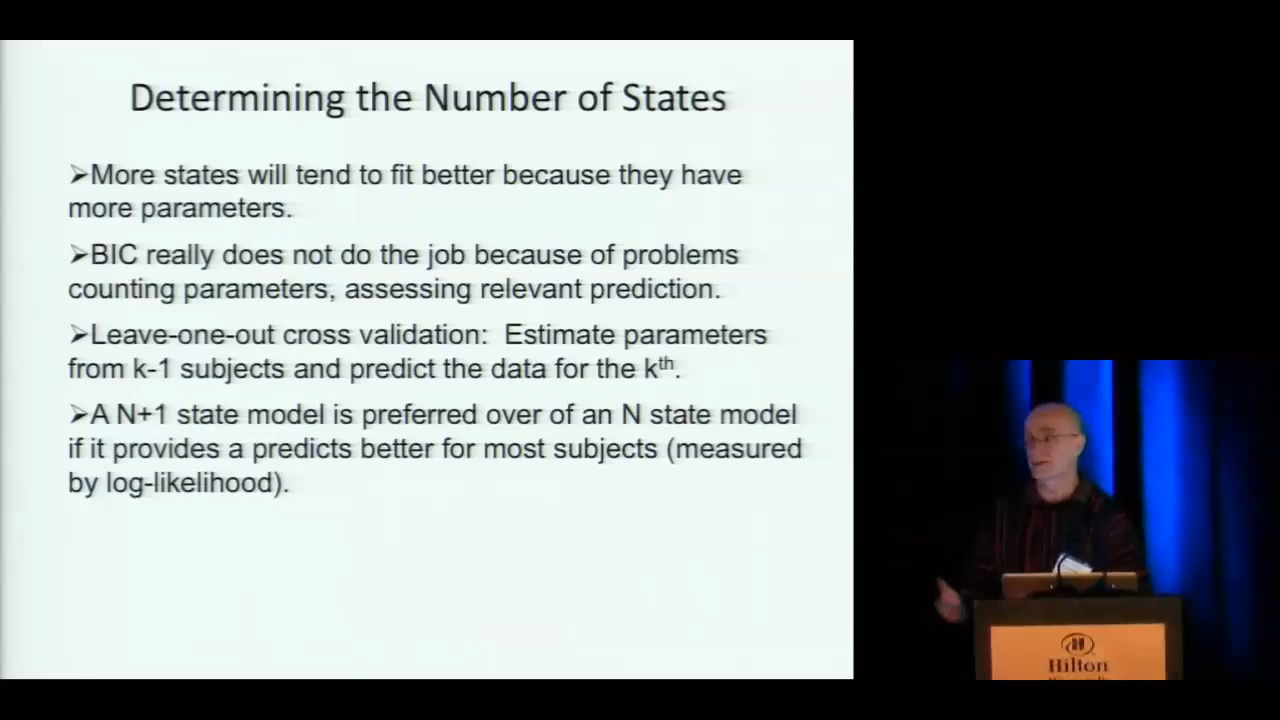 Determining the Number of States
➢More states will tend to fit better because they have
more parameters.
➢BIC really does not do the job because of problems
counting parameters, assessing relevant prediction.
➢Leave-one-out cross validation:  Estimate parameters
from k-1 subjects and predict the data for the kth.
➢A N+1 state model is preferred over of an N state model
if it provides a predicts better for most subjects (measured
by log-likelihood).
Hilton